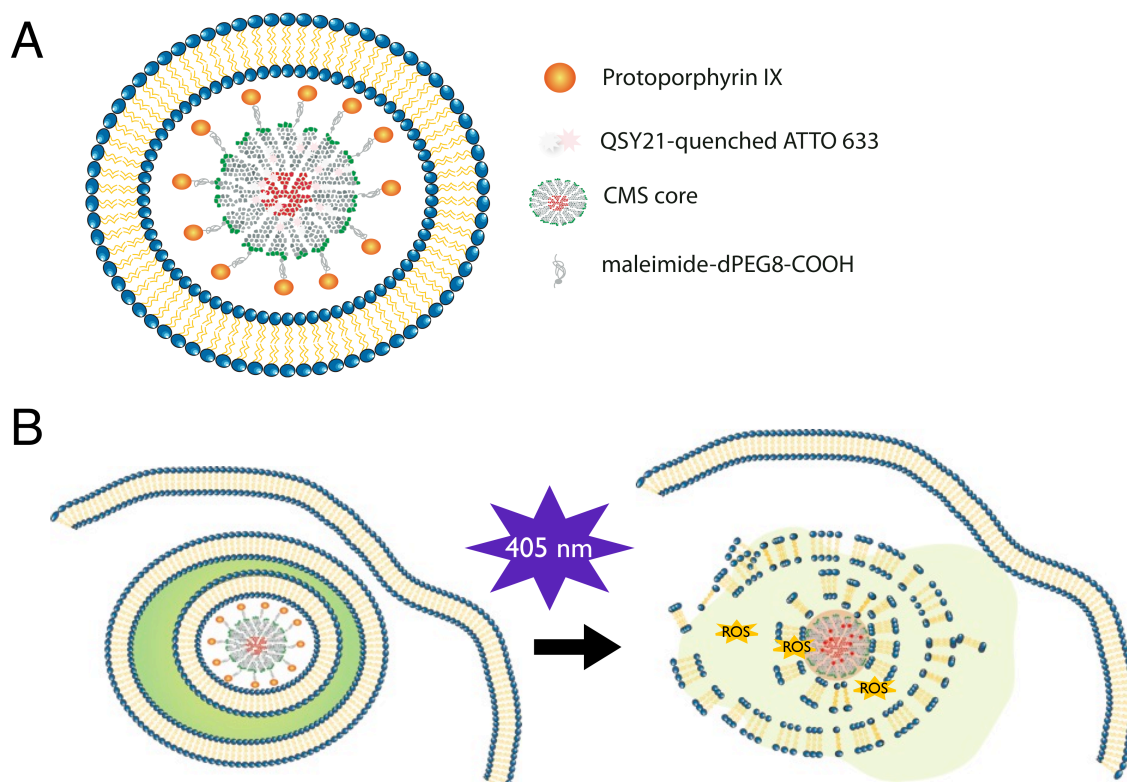 A
Protoporphyrin IX
QSY21-quenched ATTO 633
CMS core
maleimide-dPEG8-COOH
B
405 nm
ROS
ROS
ROS